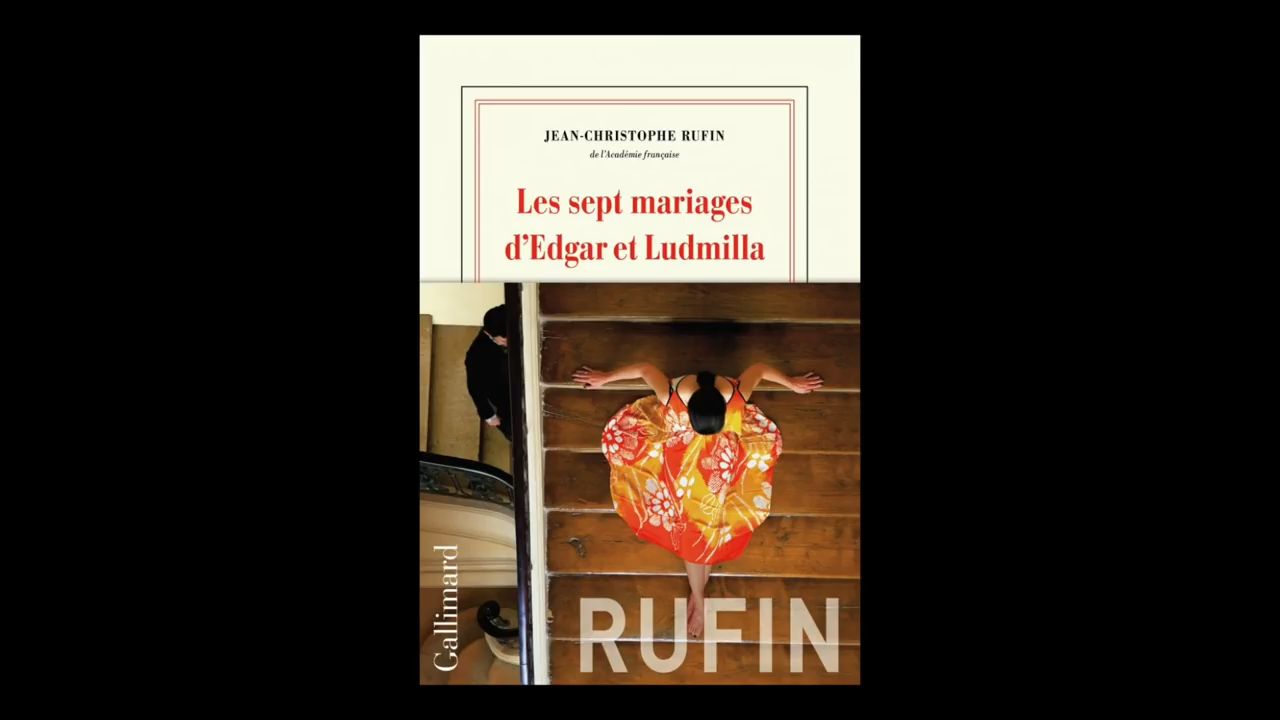 JEAN-CHRISTOPHE RUFIN
de l'Académie française
Les sept mariages
d'Edgar et Ludmilla
Gallimard
RUFIN